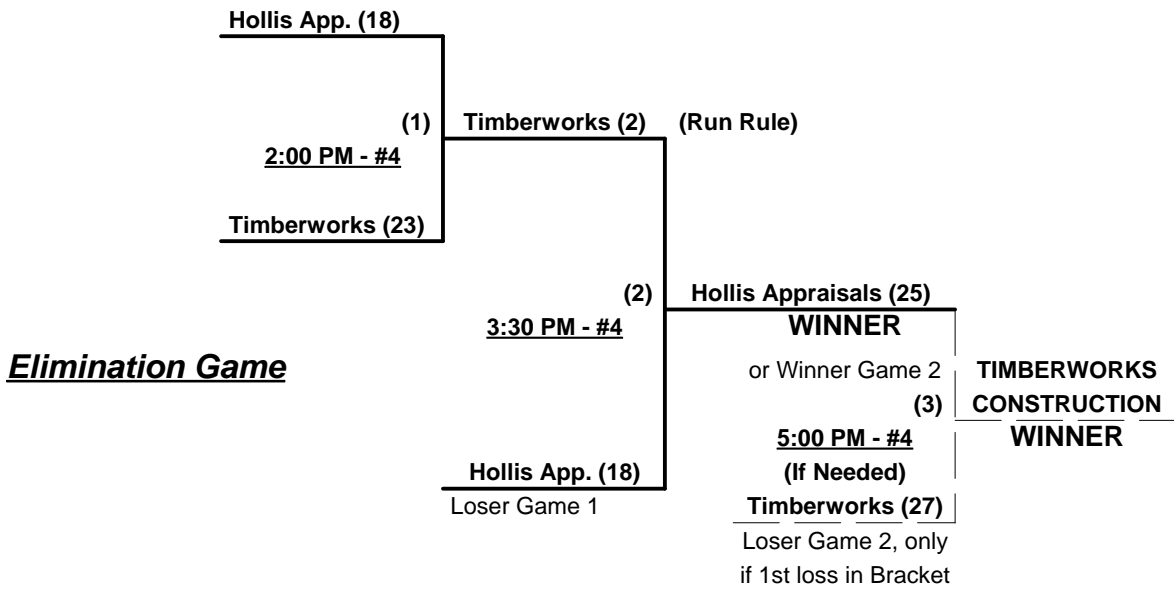 Hollis App. (18)
(1) Timberworks (2) (Run Rule)
2:00 PM - #4
Timberworks (23)
(2) Hollis Appraisals (25)
3:30 PM - #4 WINNER
Elimination Game
or Winner Game 2 TIMBERWORKS
(3) CONSTRUCTION
5:00 PM - #4 WINNER
Hollis App. (18) (If Needed)
Loser Game 1 Timberworks (27)
Loser Game 2, only
if 1st loss in Bracket